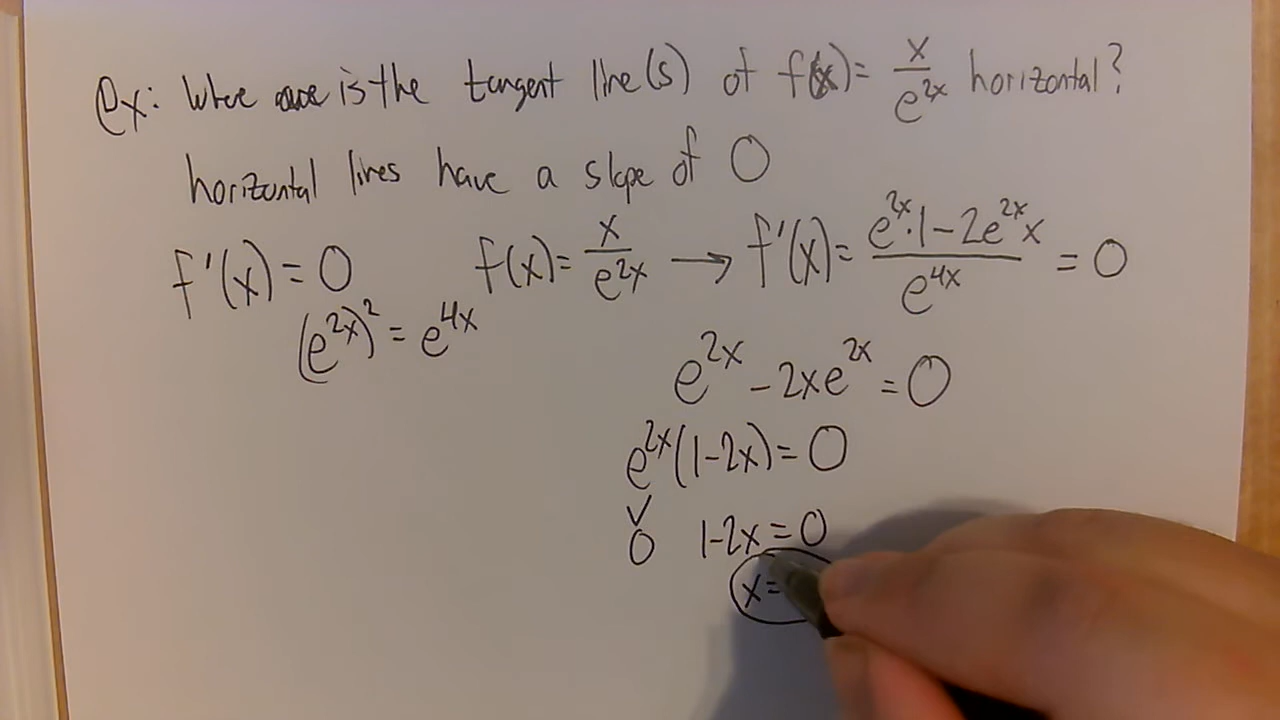 ex: Where is the tangent line(s) of f(x) = x/e^2x horizontal?
horizontal lines have a slope of 0
f'(x) = 0 f(x) = x/e^2x → f'(x) = (e^2x · 1 - 2e^2x x)/e^4x = 0
(e^2x)^2 = e^4x
e^2x - 2xe^2x = 0
e^2x(1-2x) = 0
∨ 
0 1-2x = 0
x =